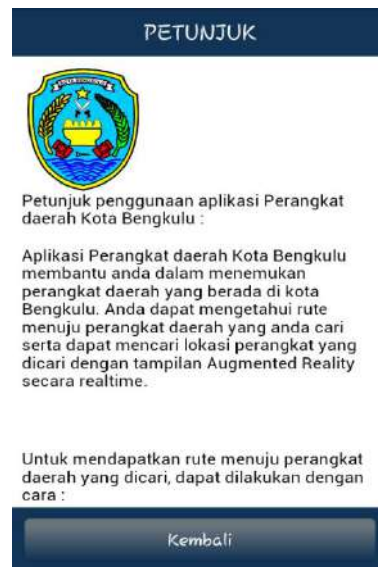 PETUNJUK
KOTA BENGKULU
Petunjuk penggunaan aplikasi Perangkat
daerah Kota Bengkulu :
Aplikasi Perangkat daerah Kota Bengkulu
membantu anda dalam menemukan
perangkat daerah yang berada di kota
Bengkulu. Anda dapat mengetahui rute
menuju perangkat daerah yang anda cari
serta dapat mencari lokasi perangkat yang
dicari dengan tampilan Augmented Reality
secara realtime.
Untuk mendapatkan rute menuju perangkat
daerah yang dicari, dapat dilakukan dengan
cara :
Kembali